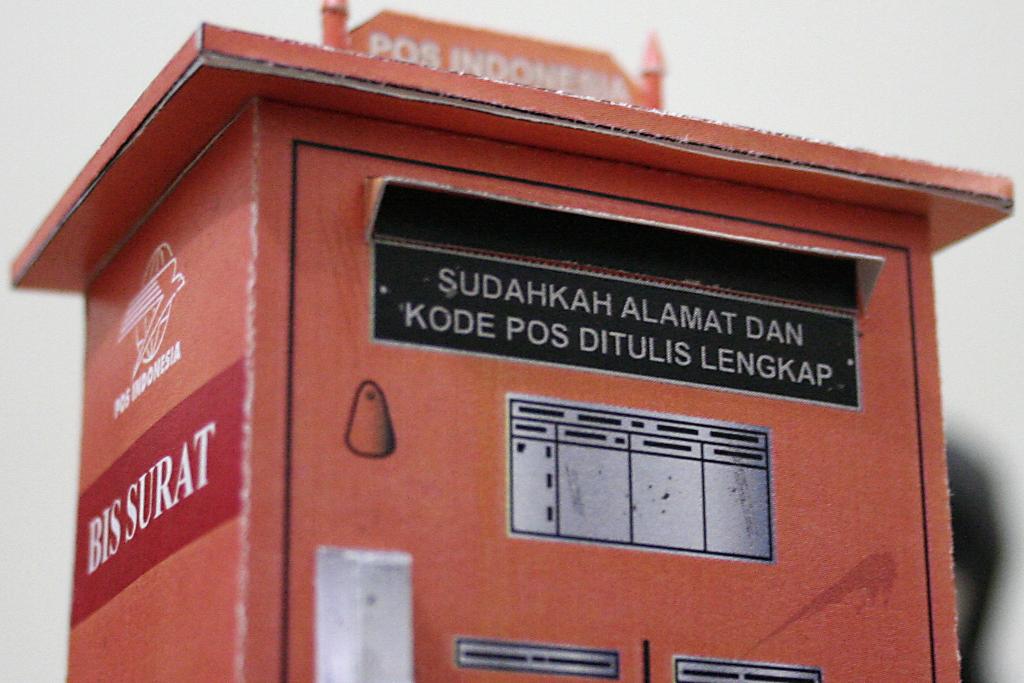 POS INDONESIA
SUDAHKAH ALAMAT DAN
KODE POS DITULIS LENGKAP
POS INDONESIA
BIS SURAT